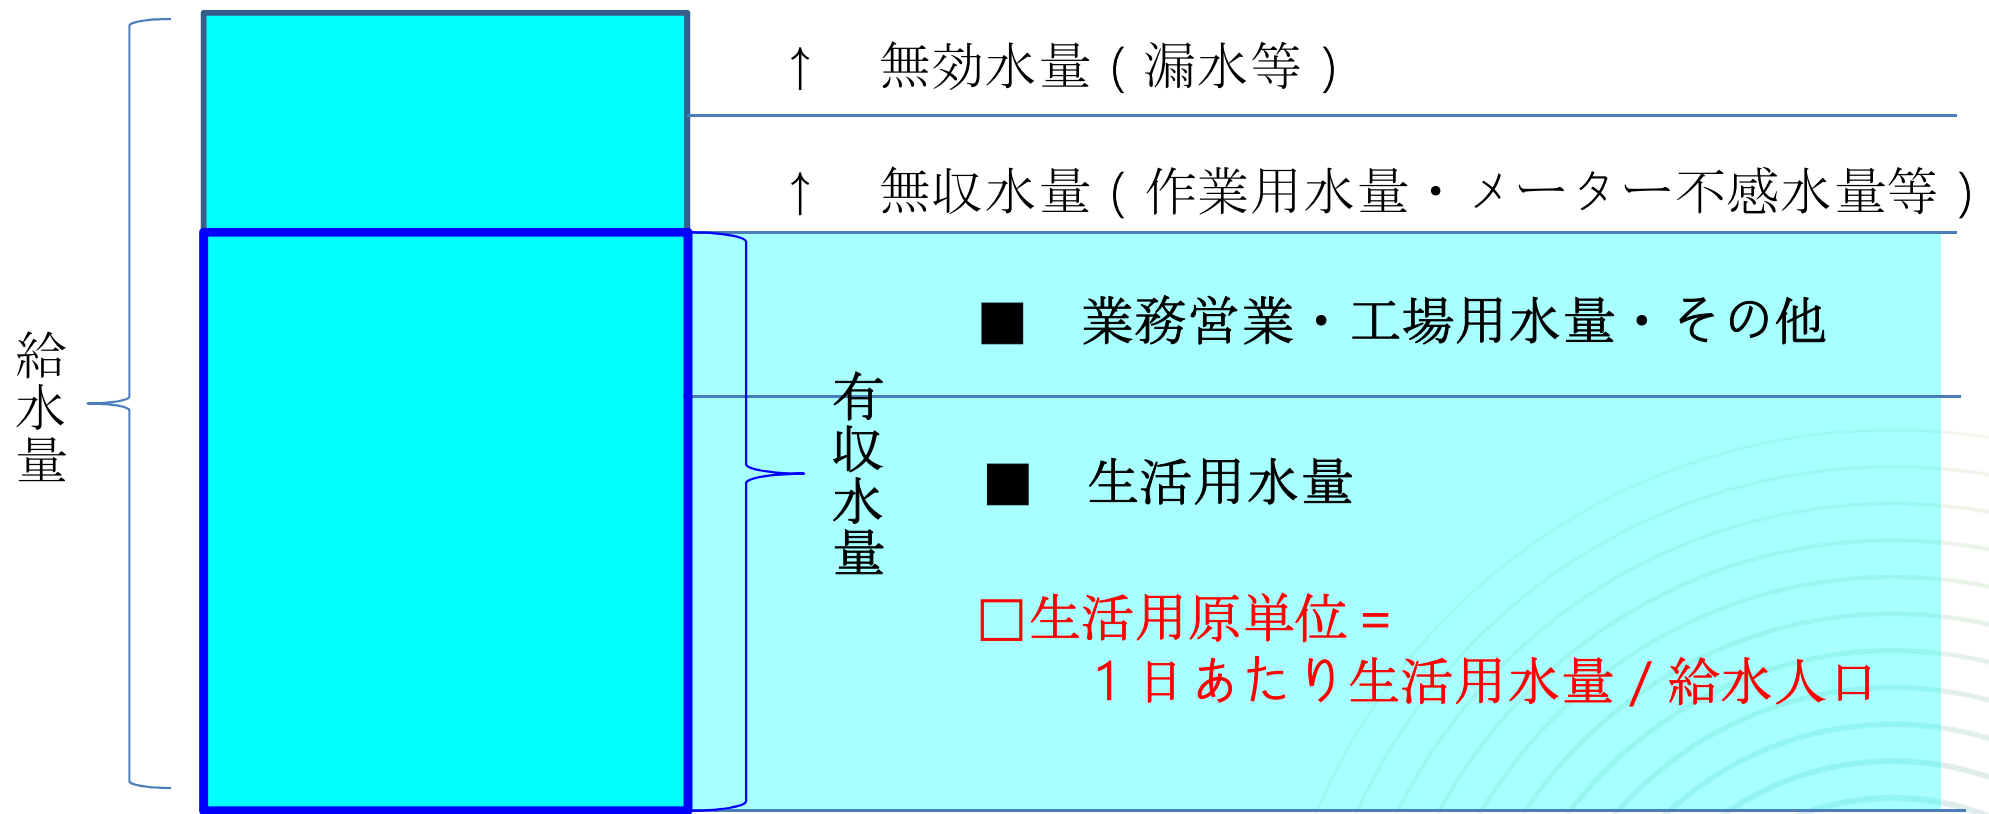 ↑　無効水量(漏水等)
↑　無収水量(作業用水量・メーター不感水量等)
給水量
有収水量
■　業務営業・工場用水量・その他
■　生活用水量
□生活用原単位=
１日あたり生活用水量/給水人口